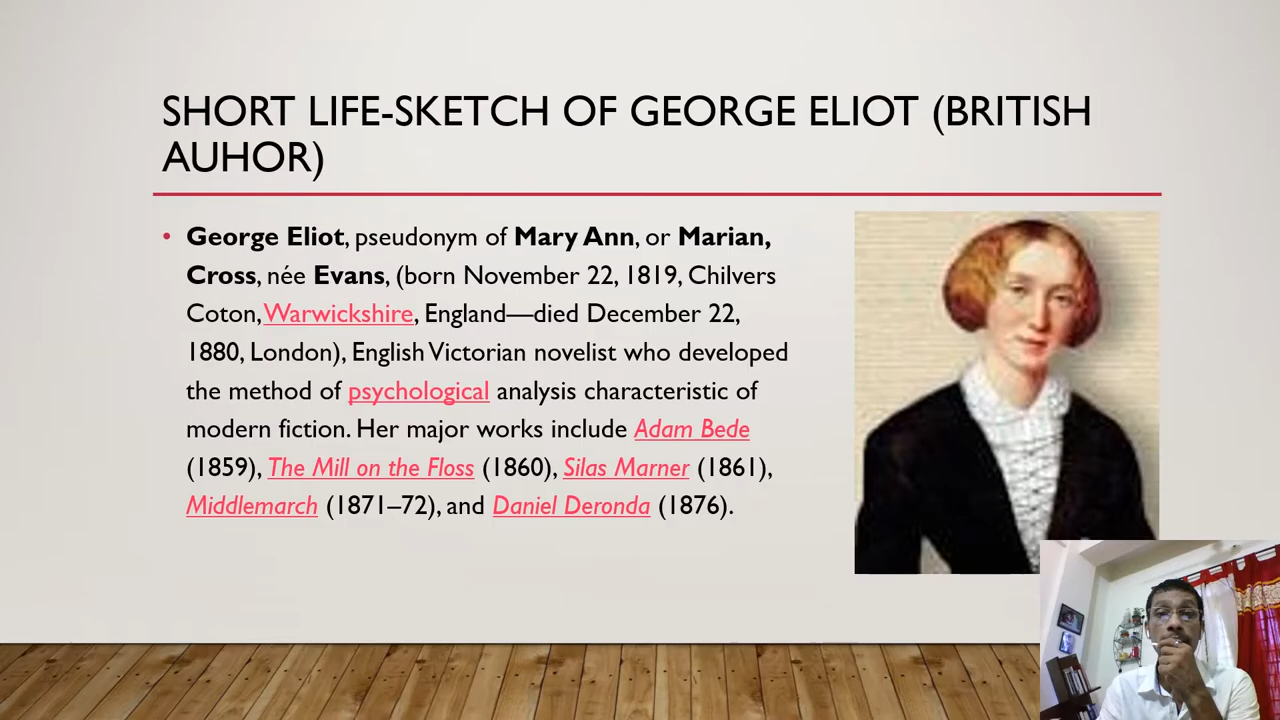 SHORT LIFE-SKETCH OF GEORGE ELIOT (BRITISH
AUHOR)
• George Eliot, pseudonym of Mary Ann, or Marian,
Cross, née Evans, (born November 22, 1819, Chilvers
Coton, Warwickshire, England—died December 22,
1880, London), English Victorian novelist who developed
the method of psychological analysis characteristic of
modern fiction. Her major works include Adam Bede
(1859), The Mill on the Floss (1860), Silas Marner (1861),
Middlemarch (1871–72), and Daniel Deronda (1876).